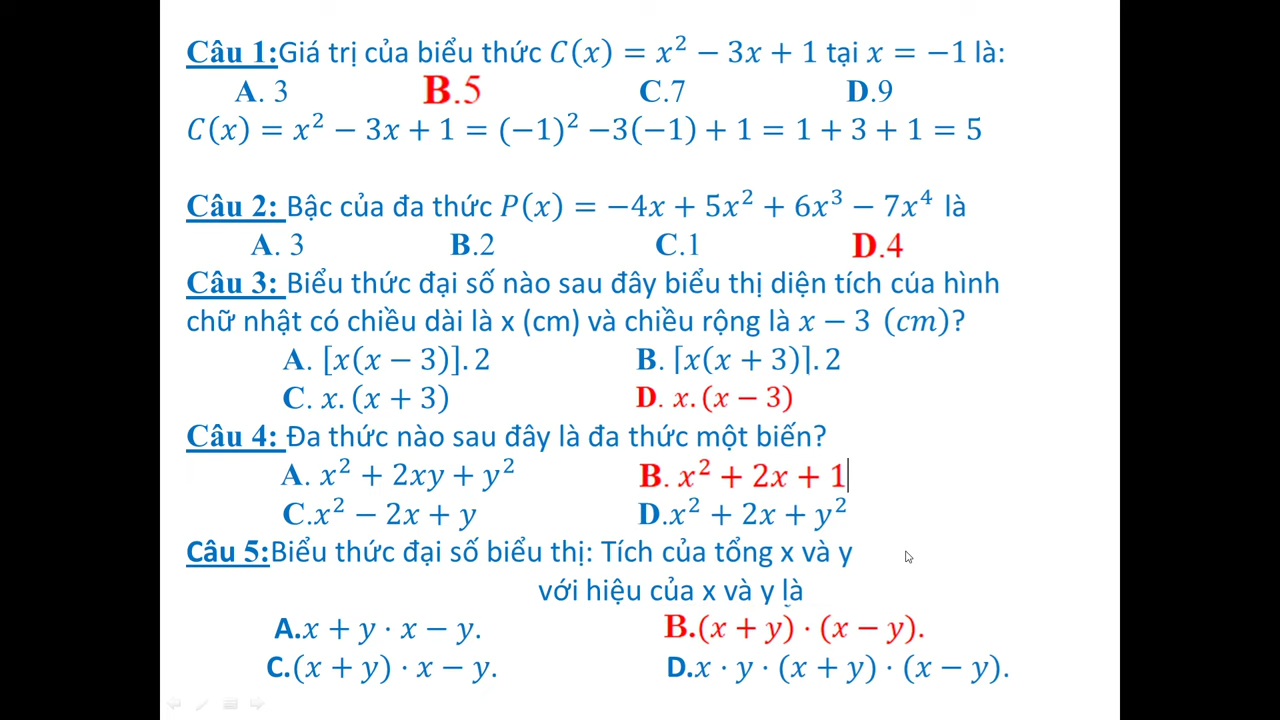 Câu 1:Giá trị của biểu thức C(x) = x² − 3x + 1 tại x = −1 là:
A. 3 B.5 C.7 D.9
C(x) = x² − 3x + 1 = (−1)² −3(−1) + 1 = 1 + 3 + 1 = 5
Câu 2: Bậc của đa thức P(x) = −4x + 5x² + 6x³ − 7x⁴ là
A. 3 B.2 C.1 D.4
Câu 3: Biểu thức đại số nào sau đây biểu thị diện tích cúa hình
chữ nhật có chiều dài là x (cm) và chiều rộng là x − 3 (cm)?
A. [x(x − 3)]. 2 B. ⌈x(x + 3)⌉. 2
C. x. (x + 3) D. x. (x − 3)
Câu 4: Đa thức nào sau đây là đa thức một biến?
A. x² + 2xy + y² B. x² + 2x + 1
C.x² − 2x + y D.x² + 2x + y²
Câu 5:Biểu thức đại số biểu thị: Tích của tổng x và y
với hiệu của x và y là
A.x + y · x − y. B.(x + y) · (x − y).
C.(x + y) · x − y. D.x · y · (x + y) · (x − y).